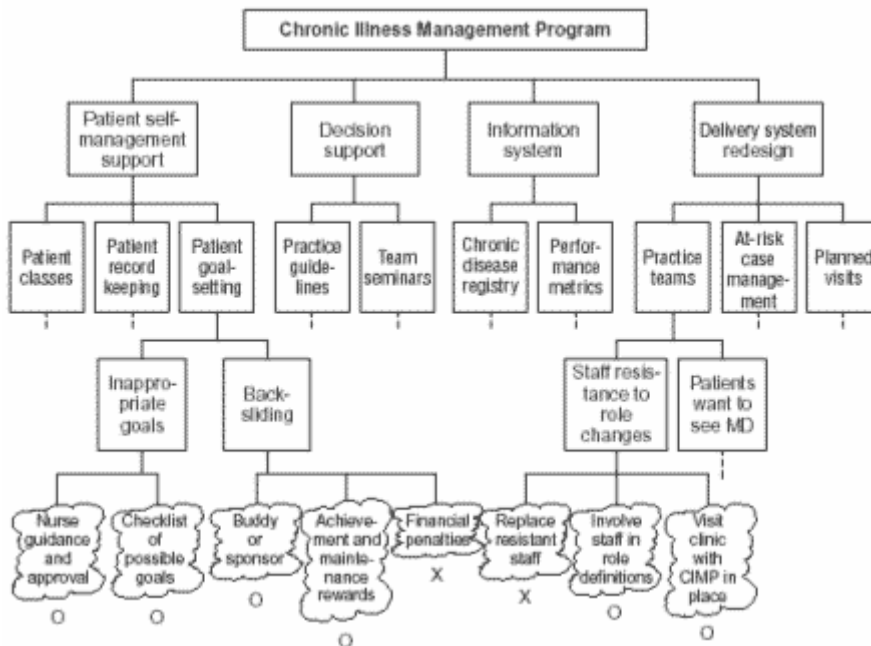 Chronic Illness Management Program
Patient self-
management
support
Decision
support
Information
system
Delivery system
redesign
Patient
classes
Patient
record
keeping
Patient
goal-
setting
Practice
guide-
lines
Team
seminars
Chronic
disease
registry
Perfor-
mance
metrics
Practice
teams
At-risk
case
manage-
ment
Planned
visits
Inappro-
priate
goals
Back-
sliding
Staff resis-
tance to
role
changes
Patients
want to
see MD
Nurse
guidance
and
approval
Checklist
of
possible
goals
Buddy
or
sponsor
Achieve-
ment and
mainte-
nance
rewards
Financial
penalties
Replace
resistant
staff
Involve
staff in
role
definitions
Visit
clinic
with
CIMP in
place
O
O
O
O
X
X
O
O